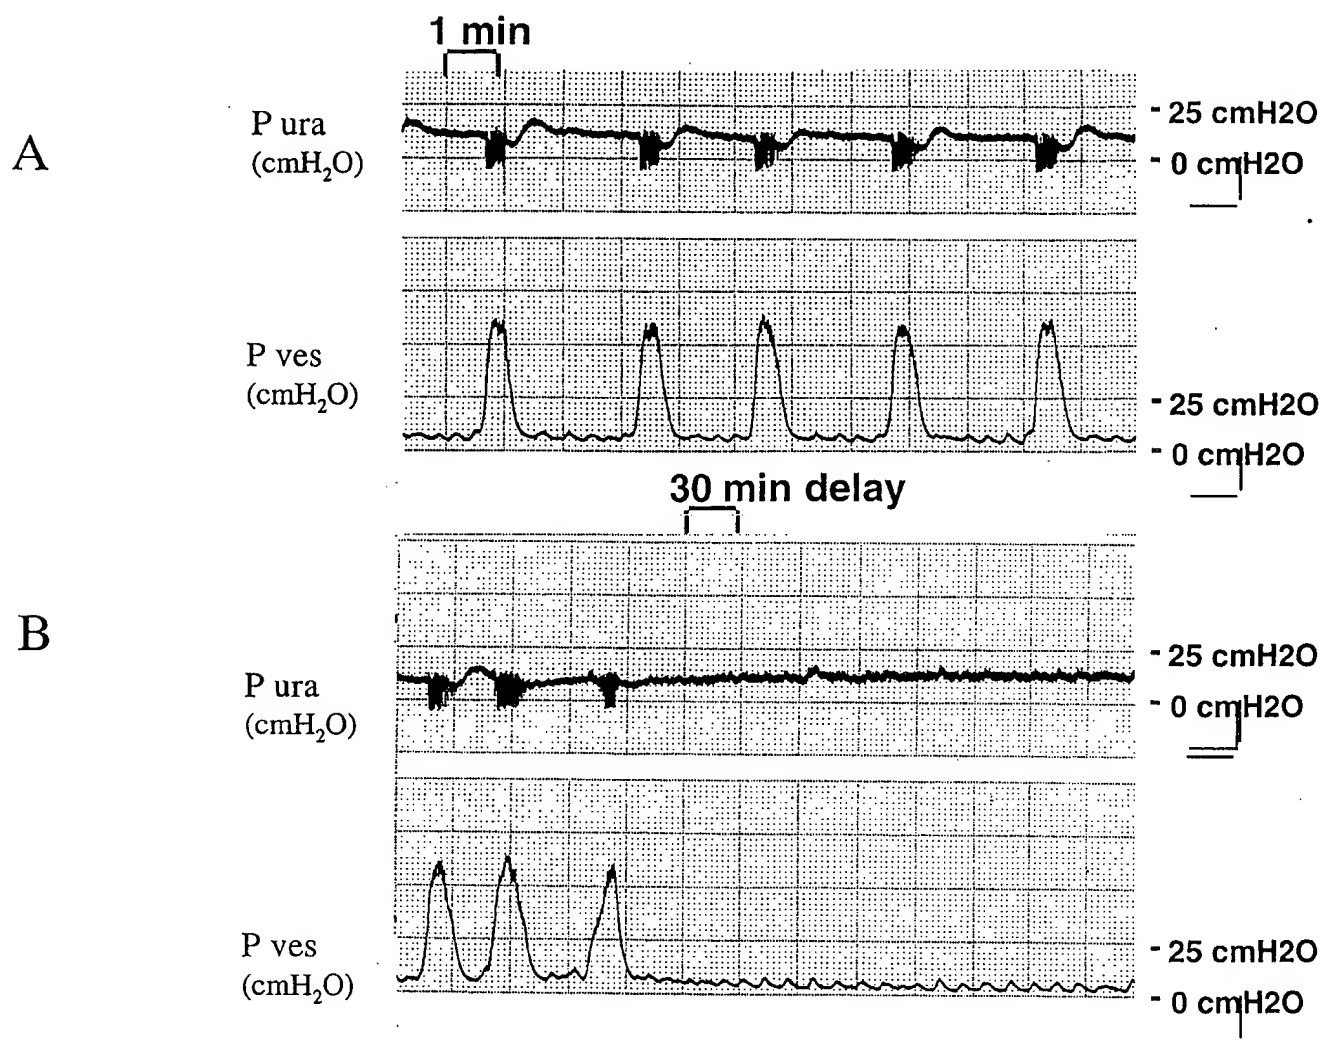 1 min
A
P ura
(cmH2O)
- 25 cmH2O
- 0 cmH2O
P ves
(cmH2O)
- 25 cmH2O
- 0 cmH2O
30 min delay
B
P ura
(cmH2O)
- 25 cmH2O
- 0 cmH2O
P ves
(cmH2O)
- 25 cmH2O
- 0 cmH2O